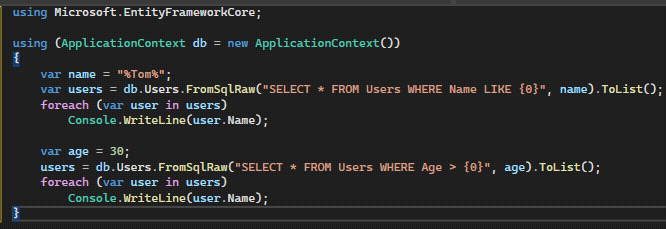 using Microsoft.EntityFrameworkCore;
using (ApplicationContext db = new ApplicationContext())
{
var name = "%Tom%";
var users = db.Users.FromSqlRaw("SELECT * FROM Users WHERE Name LIKE {0}", name).ToList();
foreach (var user in users)
Console.WriteLine(user.Name);
var age = 30;
users = db.Users.FromSqlRaw("SELECT * FROM Users WHERE Age > {0}", age).ToList();
foreach (var user in users)
Console.WriteLine(user.Name);
}